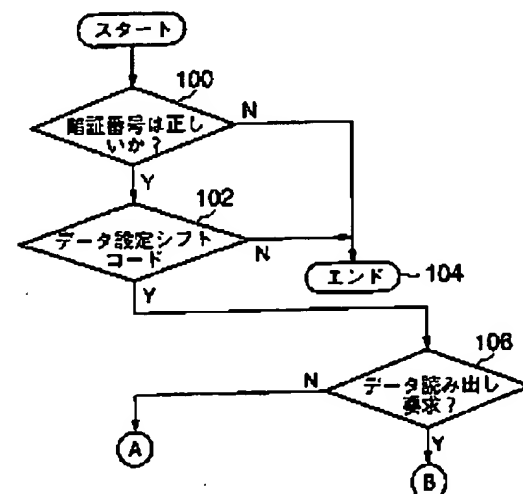 スタート
100
暗証番号は正し
いか?
N
Y
102
データ設定シフト
コード
N
Y
エンド
104
106
データ読み出し
要求?
N
Y
A
B